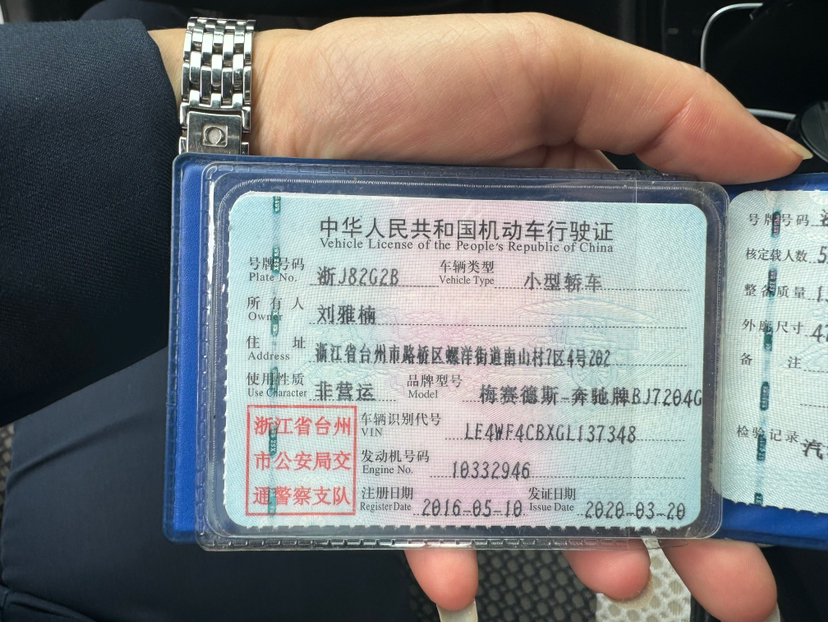 中华人民共和国机动车行驶证
Vehicle License of the People's Republic of China
号牌号码 浙J82G2B 车辆类型 小型轿车
Plate No. Vehicle Type
所有人 刘雅楠
Owner
住址 浙江省台州市路桥区螺洋街道南山村7区4号202
Address
使用性质 非营运 品牌型号 梅赛德斯-奔驰牌BJ7204G
Use Character Model
浙江省台州
市公安局交
通警察支队
车辆识别代号 LE4WF4CBXGL137348
VIN
发动机号码 10332946
Engine No.
注册日期 2016-05-10 发证日期 2020-03-20
Register Date Issue Date
号牌号码
核定载人数 5
整备质量
外廓尺寸
备注
检验记录